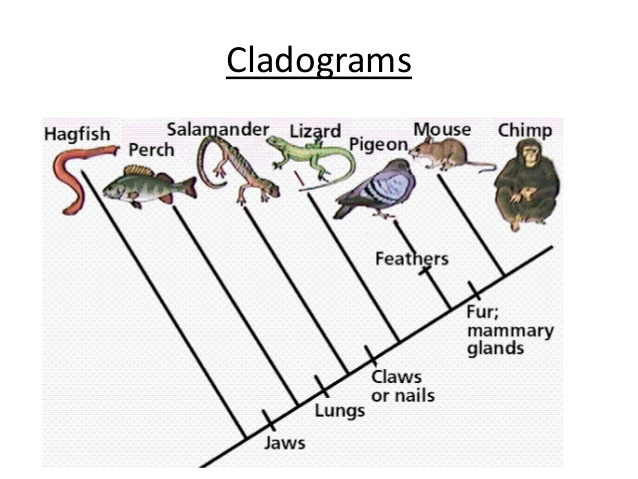 Cladograms
Hagfish
Perch
Salamander
Lizard
Pigeon
Mouse
Chimp
Feathers
Fur;
mammary
glands
Claws
or nails
Lungs
Jaws